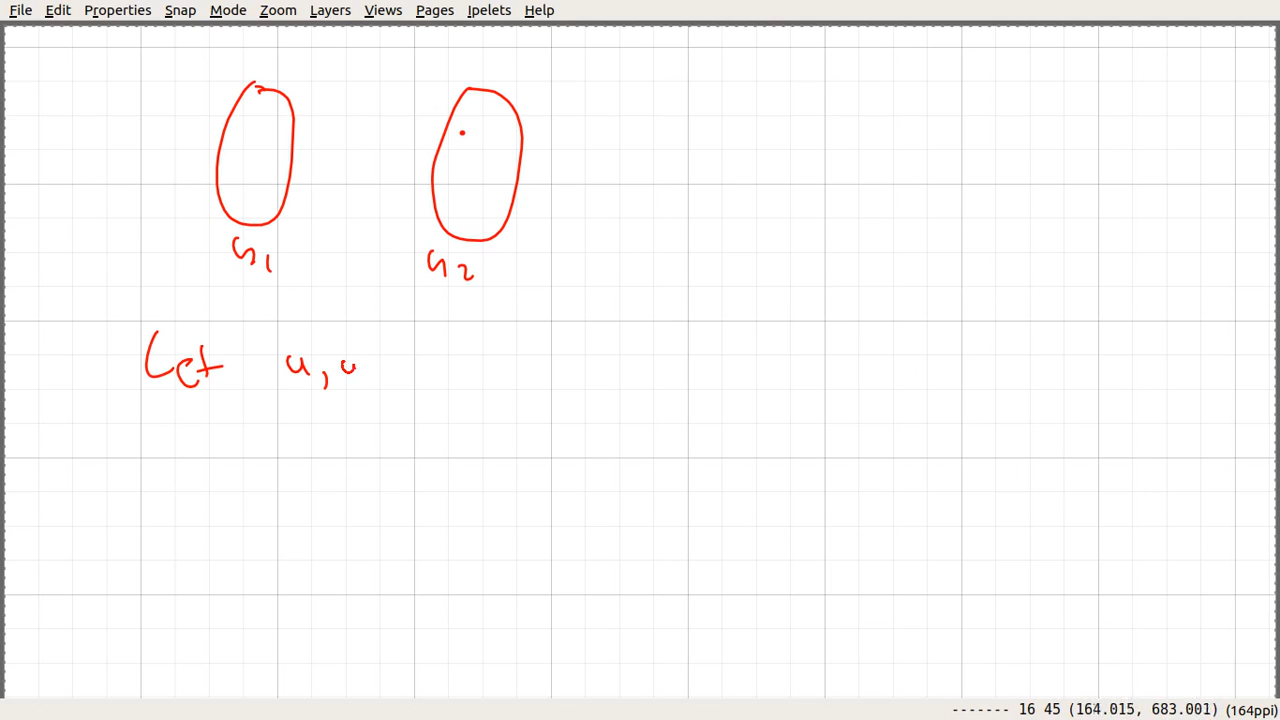 File Edit Properties Snap Mode Zoom Layers Views Pages Ipelets Help
G1 G2
Let u, v
------- 16 45 (164.015, 683.001) (164ppi)